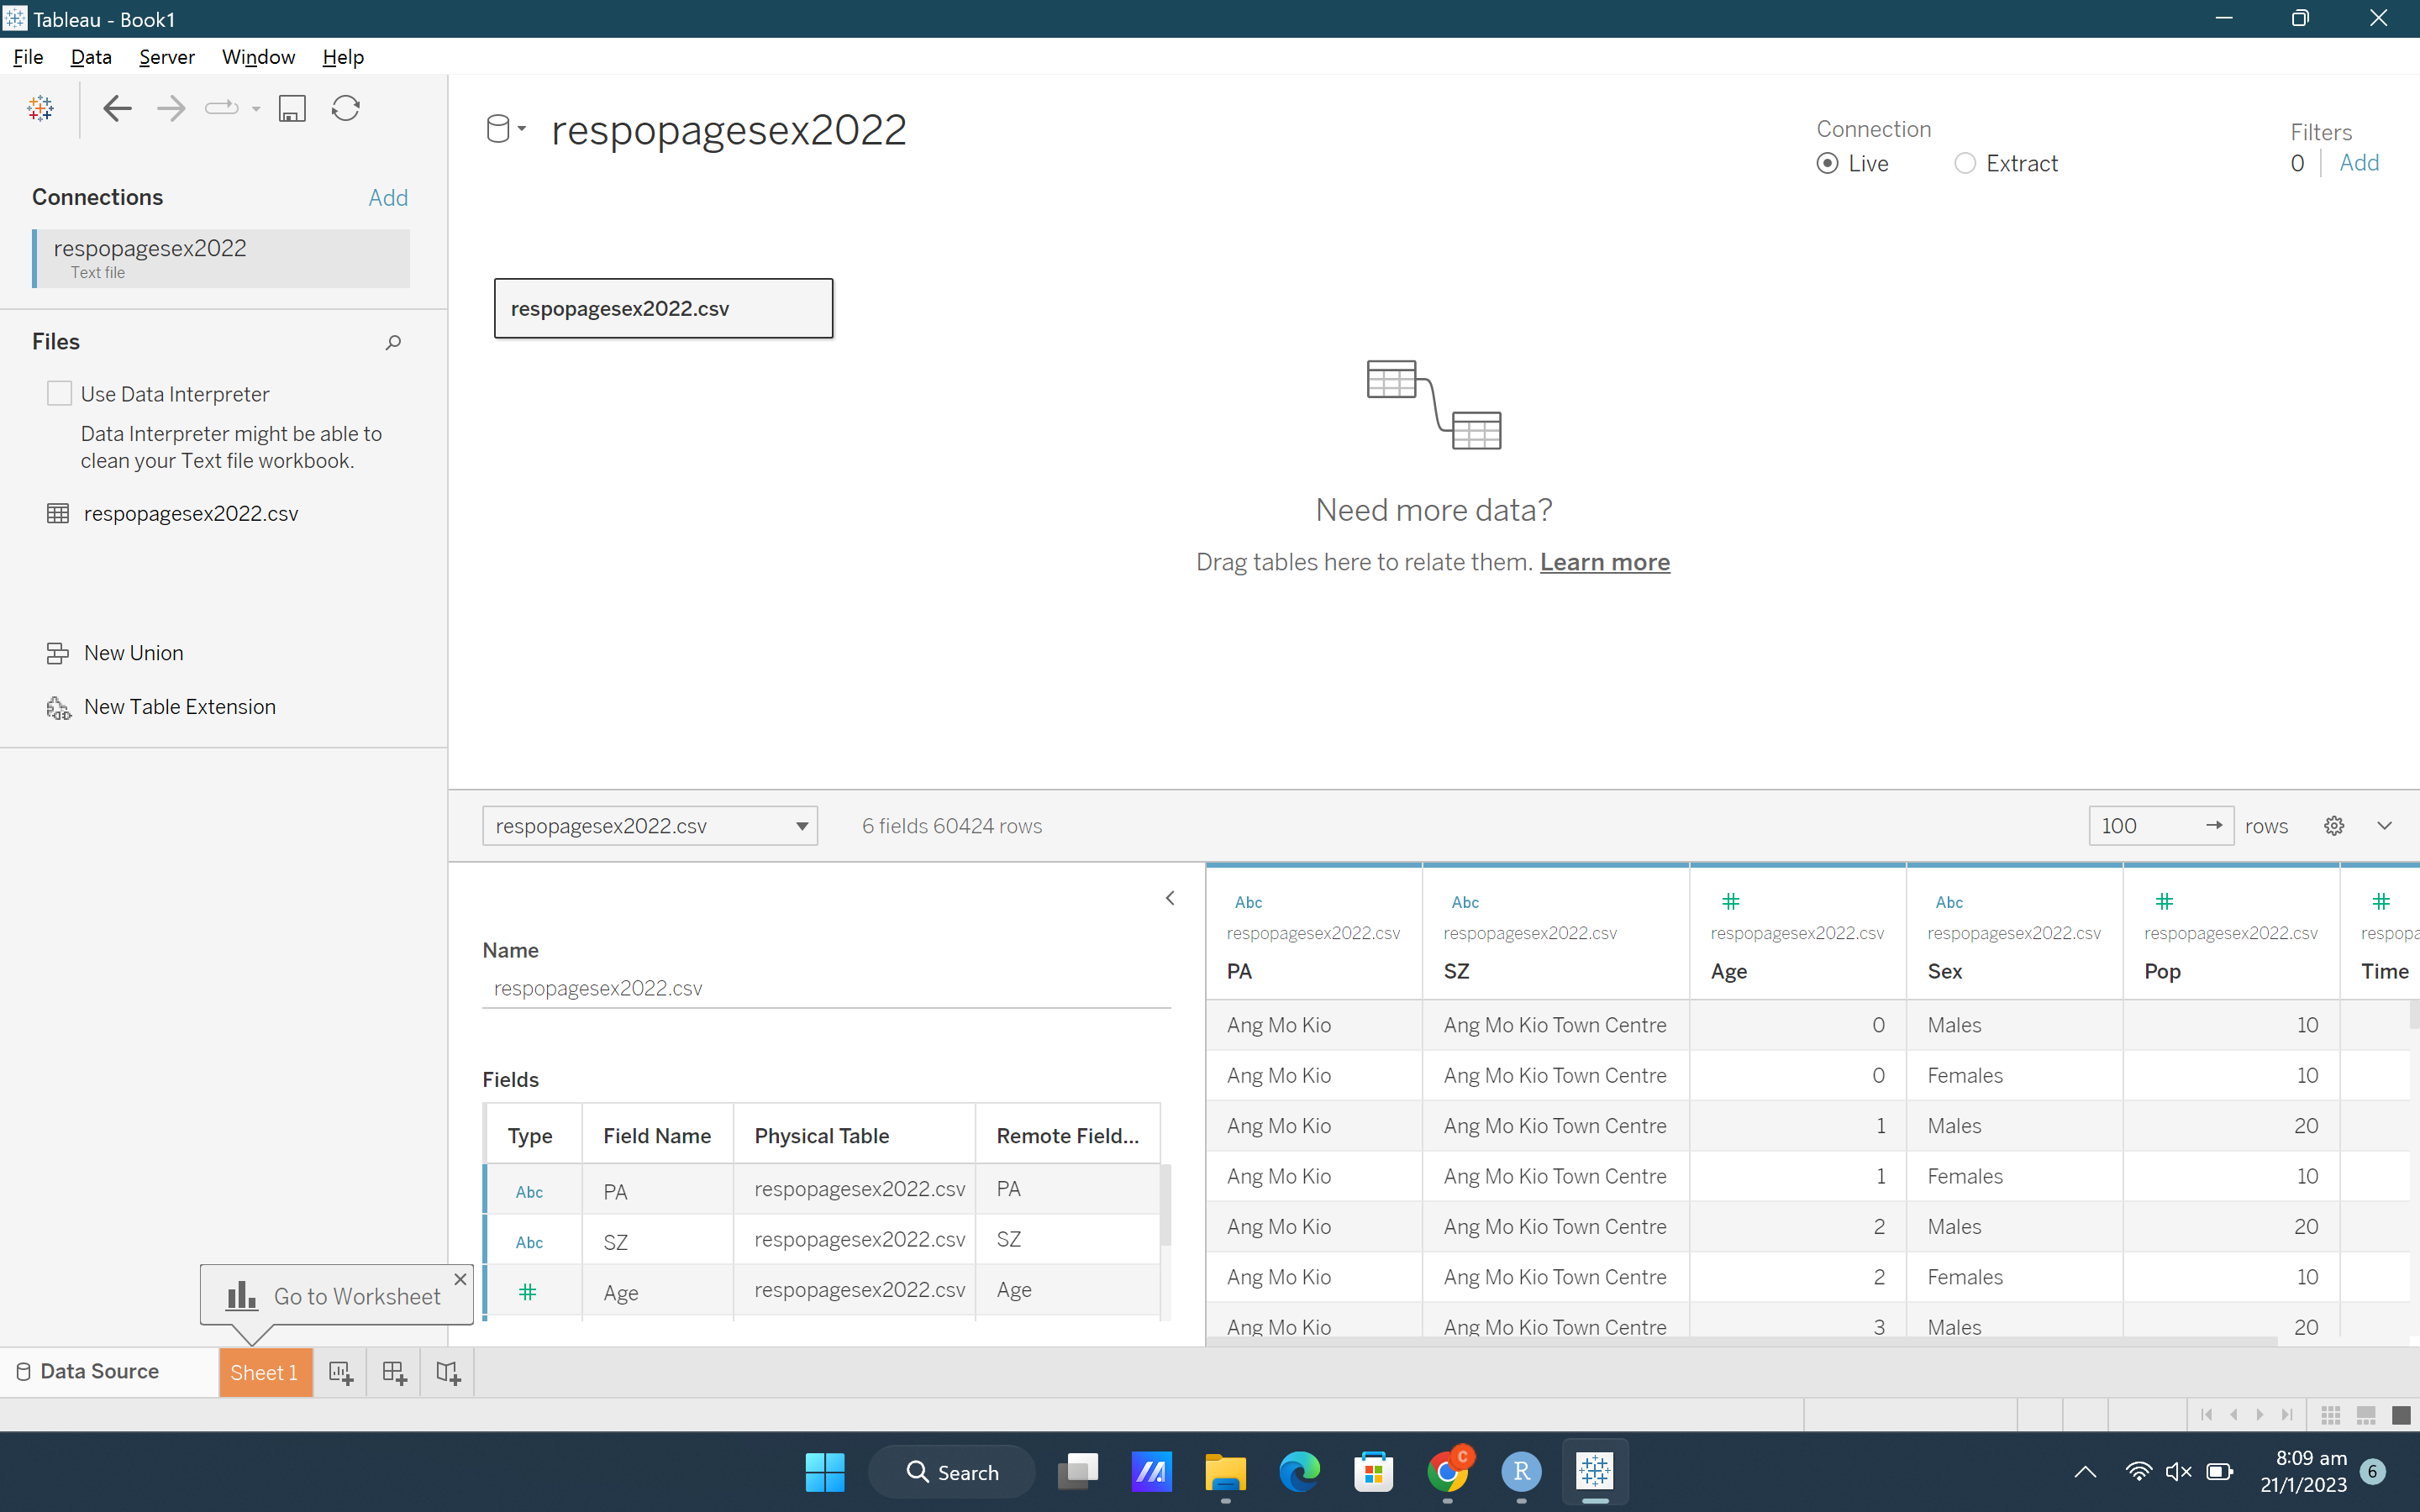 Tableau - Book1
File Data Server Window Help
respopagesex2022
Connection
Live Extract
Filters
0 Add
Connections Add
respopagesex2022
Text file
respopagesex2022.csv
Files
Use Data Interpreter
Data Interpreter might be able to
clean your Text file workbook.
respopagesex2022.csv
New Union
New Table Extension
Need more data?
Drag tables here to relate them. Learn more
respopagesex2022.csv 6 fields 60424 rows 100 rows
Name
respopagesex2022.csv
Fields
Type Field Name Physical Table Remote Field...
Abc PA respopagesex2022.csv PA
Abc SZ respopagesex2022.csv SZ
# Age respopagesex2022.csv Age
Abc Abc # Abc # #
respopagesex2022.csv respopagesex2022.csv respopagesex2022.csv respopagesex2022.csv respopagesex2022.csv respopa
PA SZ Age Sex Pop Time
Ang Mo Kio Ang Mo Kio Town Centre 0 Males 10
Ang Mo Kio Ang Mo Kio Town Centre 0 Females 10
Ang Mo Kio Ang Mo Kio Town Centre 1 Males 20
Ang Mo Kio Ang Mo Kio Town Centre 1 Females 10
Ang Mo Kio Ang Mo Kio Town Centre 2 Males 20
Ang Mo Kio Ang Mo Kio Town Centre 2 Females 10
Ang Mo Kio Ang Mo Kio Town Centre 3 Males 20
Go to Worksheet
Data Source Sheet 1
Search
C
R
8:09 am
21/1/2023
6